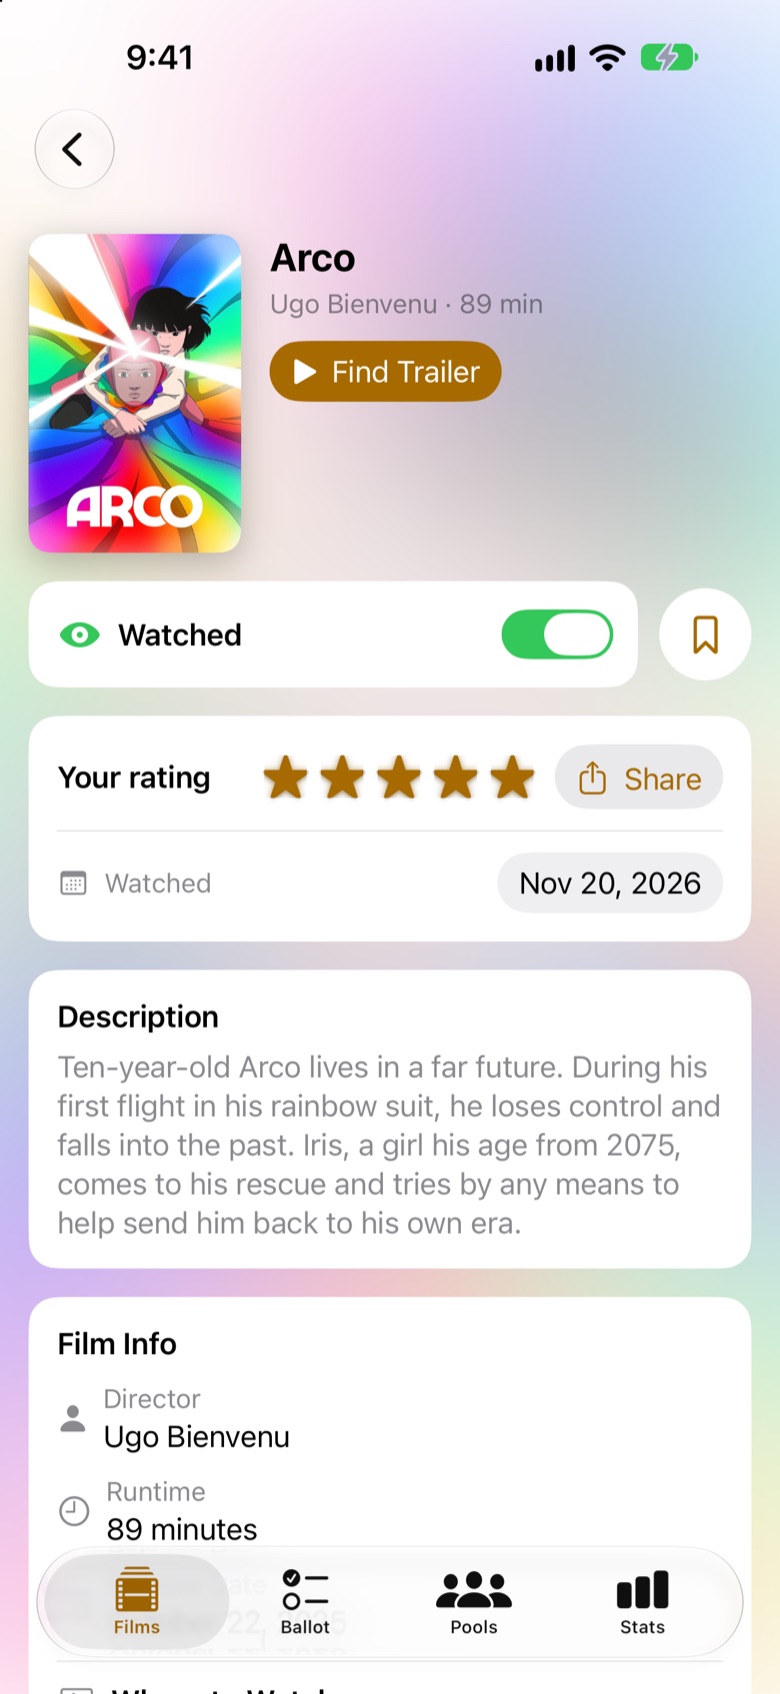 9:41
Arco
Ugo Bienvenu · 89 min
Find Trailer
ARCO
Watched
Your rating
Share
Watched
Nov 20, 2026
Description
Ten-year-old Arco lives in a far future. During his
first flight in his rainbow suit, he loses control and
falls into the past. Iris, a girl his age from 2075,
comes to his rescue and tries by any means to
help send him back to his own era.
Film Info
Director
Ugo Bienvenu
Runtime
89 minutes
Films
Ballot
Pools
Stats